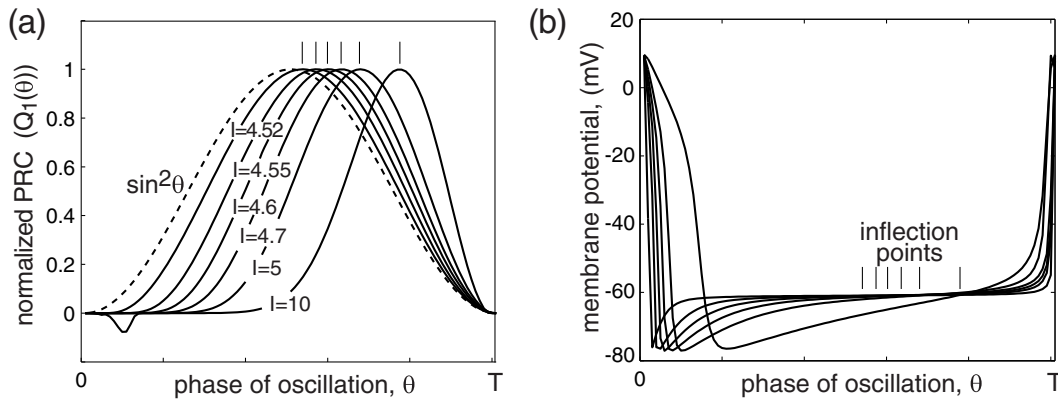 (a)
normalized PRC (Q₁(θ))
1
0.8
0.6
0.4
0.2
0
sin²θ
I=4.52
I=4.55
I=4.6
I=4.7
I=5
I=10
0
T
phase of oscillation, θ
(b)
membrane potential, (mV)
20
0
-20
-40
-60
-80
inflection
points
0
T
phase of oscillation, θ